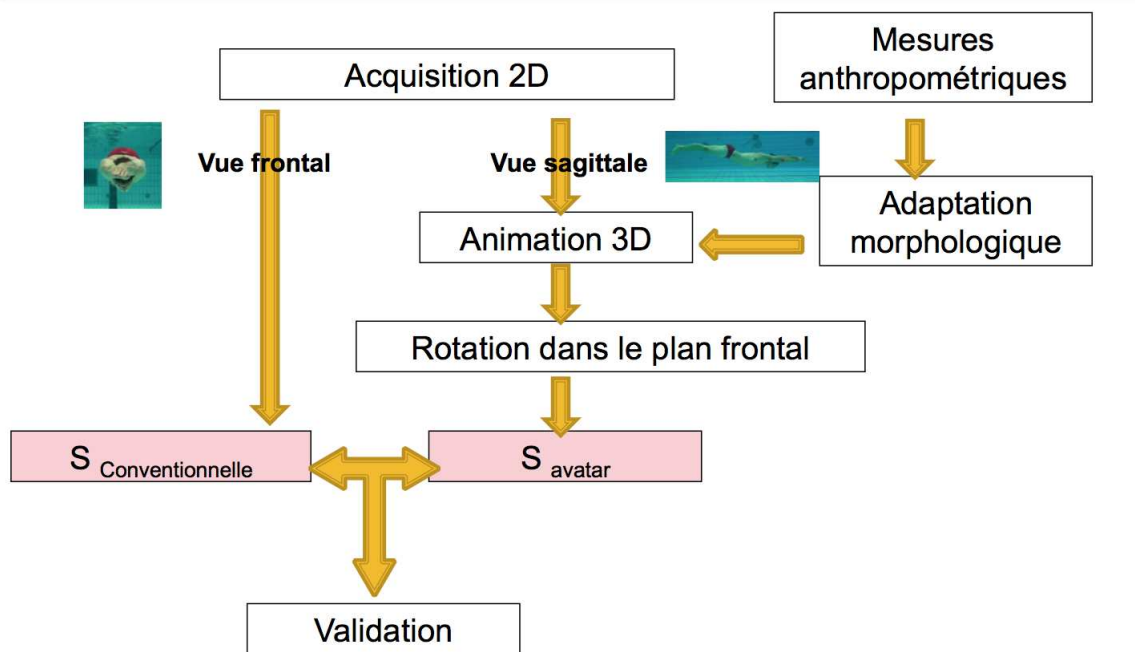 Mesures
anthropométriques
Acquisition 2D
Vue frontal
Vue sagittale
Adaptation
morphologique
Animation 3D
Rotation dans le plan frontal
S Conventionnelle
S avatar
Validation